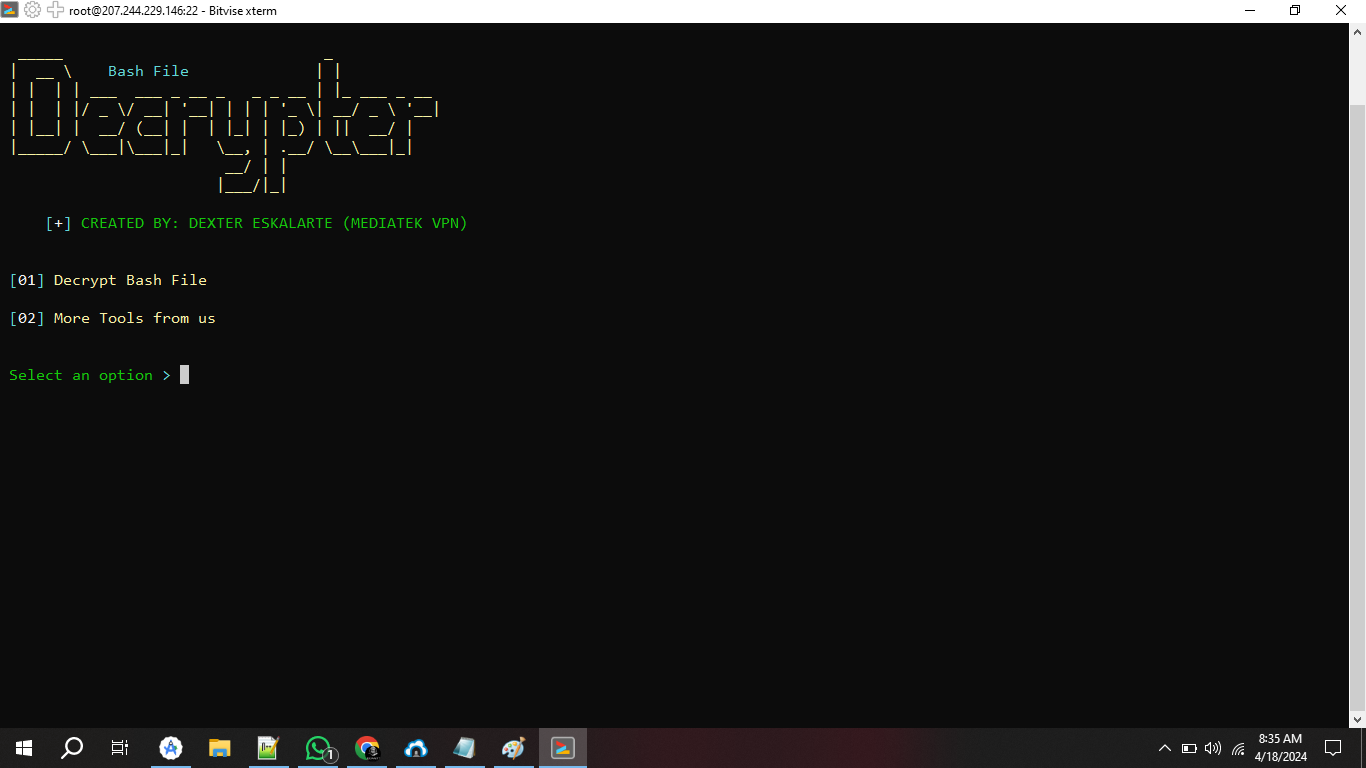 root@207.244.229.146:22 - Bitvise xterm
Bash File
Decrypter
[+] CREATED BY: DEXTER ESKALARTE (MEDIATEK VPN)
[01] Decrypt Bash File
[02] More Tools from us
Select an option >
1
8:35 AM
4/18/2024